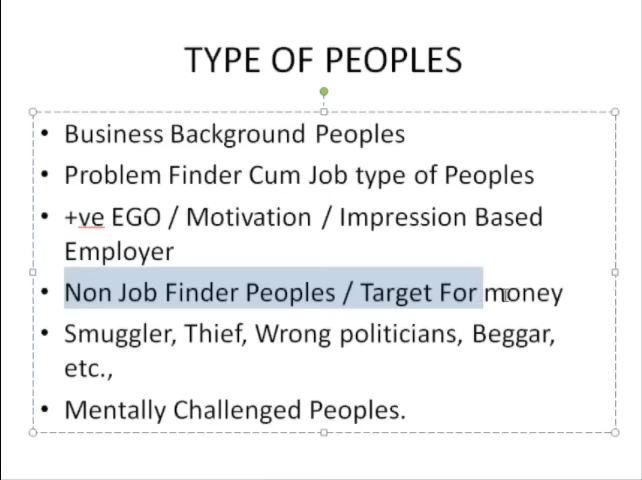 TYPE OF PEOPLES
• Business Background Peoples
• Problem Finder Cum Job type of Peoples
• +ve EGO / Motivation / Impression Based
Employer
• Non Job Finder Peoples / Target For money
• Smuggler, Thief, Wrong politicians, Beggar,
etc.,
• Mentally Challenged Peoples.